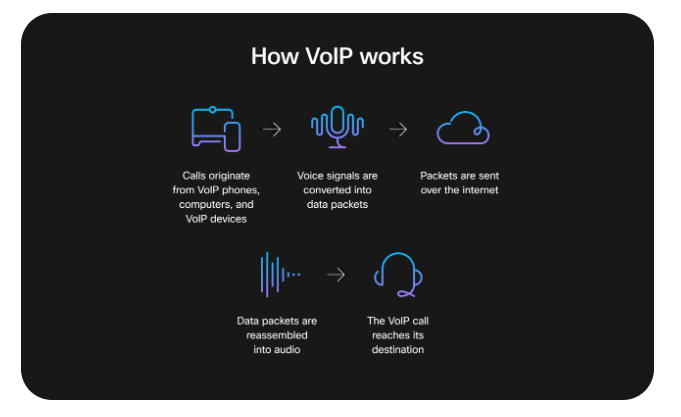 How VoIP works
Calls originate
from VoIP phones,
computers, and
VoIP devices
Voice signals are
converted into
data packets
Packets are sent
over the internet
Data packets are
reassembled
into audio
The VoIP call
reaches its
destination